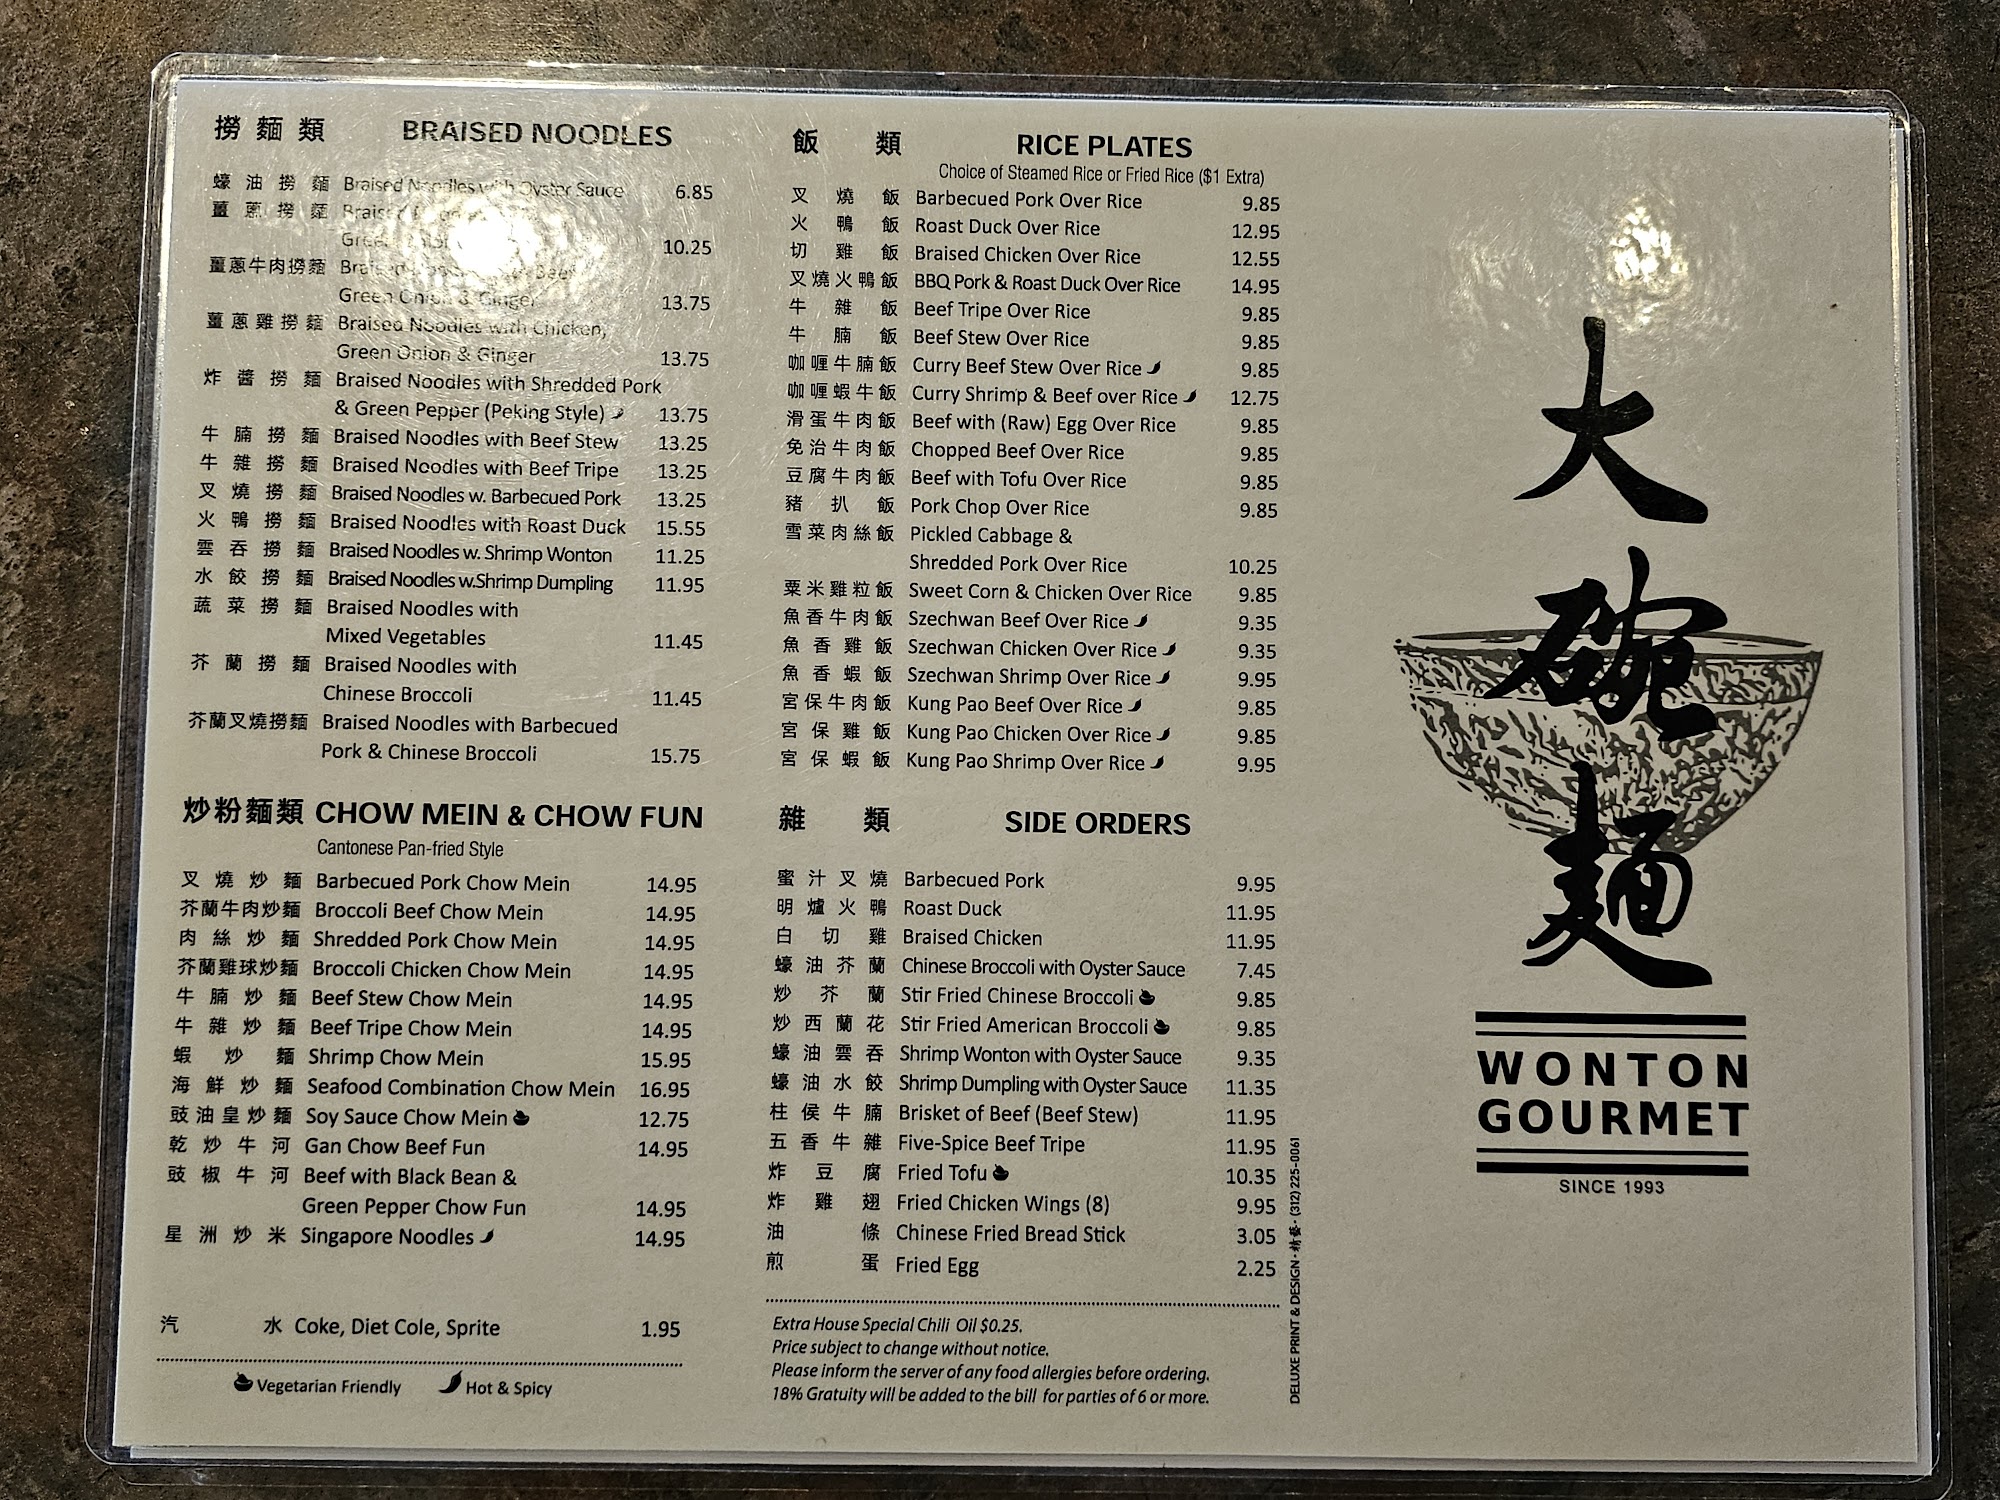 撈麵類 BRAISED NOODLES
蠔油撈麵 Braised Noodles with Oyster Sauce 6.85
薑蔥撈麵 Braised
Green 10.25
薑蔥牛肉撈麵 Braised Beef
Green Onion & Ginger 13.75
薑蔥雞撈麵 Braised Noodles with Chicken,
Green Onion & Ginger 13.75
炸醬撈麵 Braised Noodles with Shredded Pork
& Green Pepper (Peking Style) 13.75
牛腩撈麵 Braised Noodles with Beef Stew 13.25
牛雜撈麵 Braised Noodles with Beef Tripe 13.25
叉燒撈麵 Braised Noodles w. Barbecued Pork 13.25
火鴨撈麵 Braised Noodles with Roast Duck 15.55
雲吞撈麵 Braised Noodles w. Shrimp Wonton 11.25
水餃撈麵 Braised Noodles w.Shrimp Dumpling 11.95
蔬菜撈麵 Braised Noodles with
Mixed Vegetables 11.45
芥蘭撈麵 Braised Noodles with
Chinese Broccoli 11.45
芥蘭叉燒撈麵 Braised Noodles with Barbecued
Pork & Chinese Broccoli 15.75
炒粉麵類 CHOW MEIN & CHOW FUN
Cantonese Pan-fried Style
叉燒炒麵 Barbecued Pork Chow Mein 14.95
芥蘭牛肉炒麵 Broccoli Beef Chow Mein 14.95
肉絲炒麵 Shredded Pork Chow Mein 14.95
芥蘭雞球炒麵 Broccoli Chicken Chow Mein 14.95
牛腩炒麵 Beef Stew Chow Mein 14.95
牛雜炒麵 Beef Tripe Chow Mein 14.95
蝦炒麵 Shrimp Chow Mein 15.95
海鮮炒麵 Seafood Combination Chow Mein 16.95
豉油皇炒麵 Soy Sauce Chow Mein 12.75
乾炒牛河 Gan Chow Beef Fun 14.95
豉椒牛河 Beef with Black Bean &
Green Pepper Chow Fun 14.95
星洲炒米 Singapore Noodles 14.95
汽水 Coke, Diet Cole, Sprite 1.95
Vegetarian Friendly Hot & Spicy
飯類 RICE PLATES
Choice of Steamed Rice or Fried Rice ($1 Extra)
叉燒飯 Barbecued Pork Over Rice 9.85
火鴨飯 Roast Duck Over Rice 12.95
切雞飯 Braised Chicken Over Rice 12.55
叉燒火鴨飯 BBQ Pork & Roast Duck Over Rice 14.95
牛雜飯 Beef Tripe Over Rice 9.85
牛腩飯 Beef Stew Over Rice 9.85
咖喱牛腩飯 Curry Beef Stew Over Rice 9.85
咖喱蝦牛飯 Curry Shrimp & Beef over Rice 12.75
滑蛋牛肉飯 Beef with (Raw) Egg Over Rice 9.85
免治牛肉飯 Chopped Beef Over Rice 9.85
豆腐牛肉飯 Beef with Tofu Over Rice 9.85
豬扒飯 Pork Chop Over Rice 9.85
雪菜肉絲飯 Pickled Cabbage &
Shredded Pork Over Rice 10.25
粟米雞粒飯 Sweet Corn & Chicken Over Rice 9.85
魚香牛肉飯 Szechwan Beef Over Rice 9.35
魚香雞飯 Szechwan Chicken Over Rice 9.35
魚香蝦飯 Szechwan Shrimp Over Rice 9.95
宮保牛肉飯 Kung Pao Beef Over Rice 9.85
宮保雞飯 Kung Pao Chicken Over Rice 9.85
宮保蝦飯 Kung Pao Shrimp Over Rice 9.95
雜類 SIDE ORDERS
蜜汁叉燒 Barbecued Pork 9.95
明爐火鴨 Roast Duck 11.95
白切雞 Braised Chicken 11.95
蠔油芥蘭 Chinese Broccoli with Oyster Sauce 7.45
炒芥蘭 Stir Fried Chinese Broccoli 9.85
炒西蘭花 Stir Fried American Broccoli 9.85
蠔油雲吞 Shrimp Wonton with Oyster Sauce 9.35
蠔油水餃 Shrimp Dumpling with Oyster Sauce 11.35
柱侯牛腩 Brisket of Beef (Beef Stew) 11.95
五香牛雜 Five-Spice Beef Tripe 11.95
炸豆腐 Fried Tofu 10.35
炸雞翅 Fried Chicken Wings (8) 9.95
油條 Chinese Fried Bread Stick 3.05
煎蛋 Fried Egg 2.25
Extra House Special Chili Oil $0.25.
Price subject to change without notice.
Please inform the server of any food allergies before ordering.
18% Gratuity will be added to the bill for parties of 6 or more.
DELUXE PRINT & DESIGN • 精藝 • (312) 225-0061
大碗麵
WONTON
GOURMET
SINCE 1993